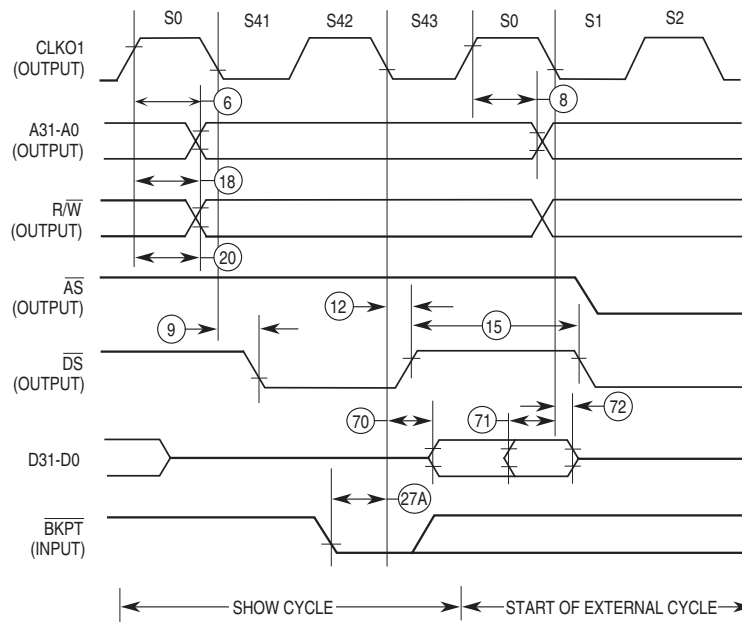 S0 S41 S42 S43 S0 S1 S2
CLKO1
(OUTPUT)
6 8
A31-A0
(OUTPUT)
18
R/W
(OUTPUT)
20
AS
(OUTPUT)
12
15
9
DS
(OUTPUT)
70 71 72
D31-D0
27A
BKPT
(INPUT)
SHOW CYCLE START OF EXTERNAL CYCLE